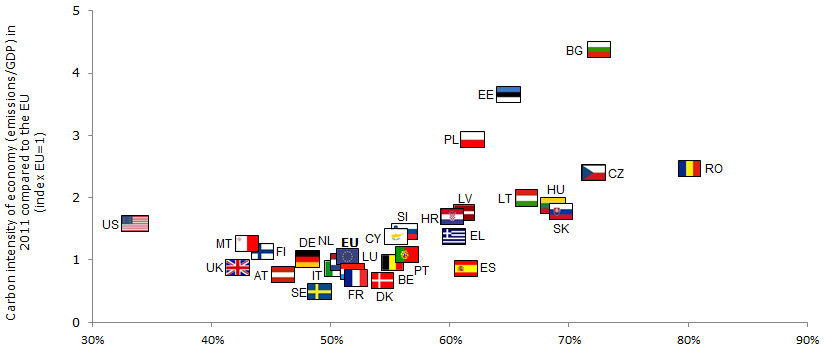 Carbon intensity of economy (emissions/GDP) in
2011 compared to the EU
(index EU=1)
5
4
3
2
1
0
BG
EE
PL
CZ
RO
US
LT
HU
LV
SK
HR
SI
CY
EL
MT
FI
DE
NL
EU
LU
UK
AT
IT
PT
BE
ES
SE
FR
DK
30%
40%
50%
60%
70%
80%
90%